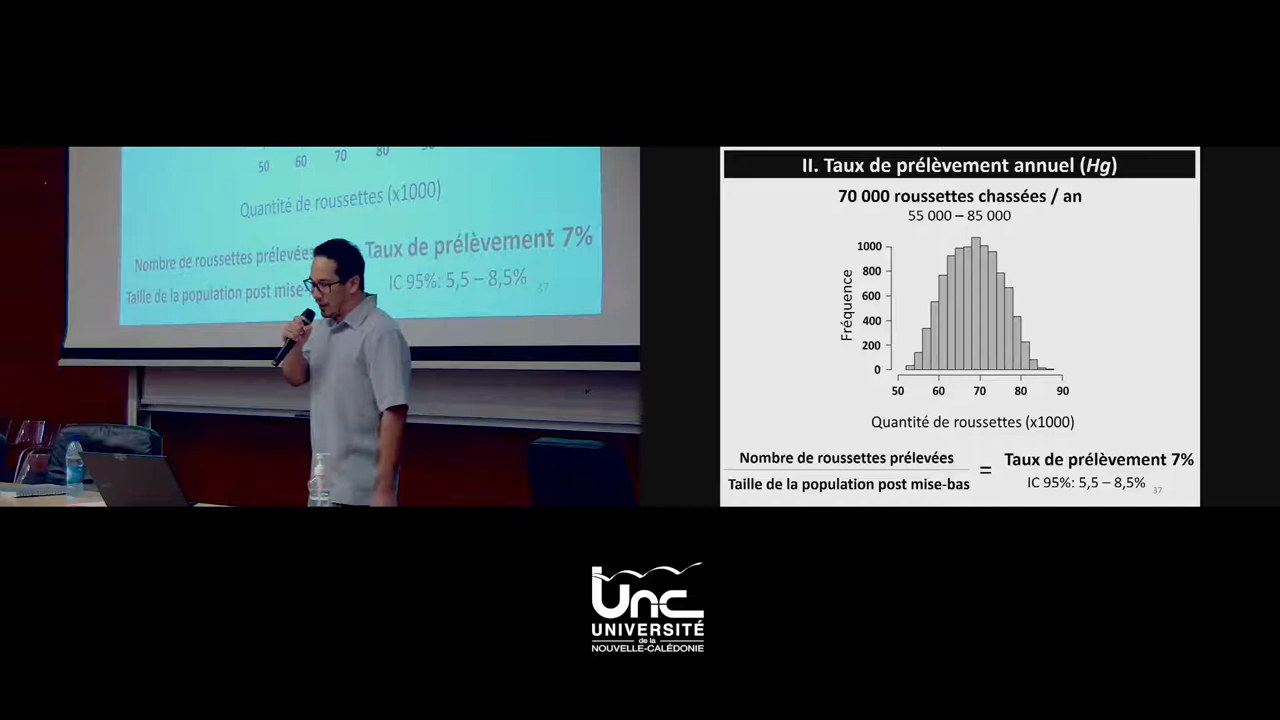 50 60 70 80
Quantité de roussettes (x1000)
Nombre de roussettes prélevées
Taille de la population post mise-
Taux de prélèvement 7%
IC 95%: 5,5 – 8,5%
37
II. Taux de prélèvement annuel (Hg)
70 000 roussettes chassées / an
55 000 – 85 000
Fréquence
1000
800
600
400
200
0
50 60 70 80 90
Quantité de roussettes (x1000)
Nombre de roussettes prélevées
Taille de la population post mise-bas
=
Taux de prélèvement 7%
IC 95%: 5,5 – 8,5%
37
unc
UNIVERSITÉ
de la
NOUVELLE-CALÉDONIE